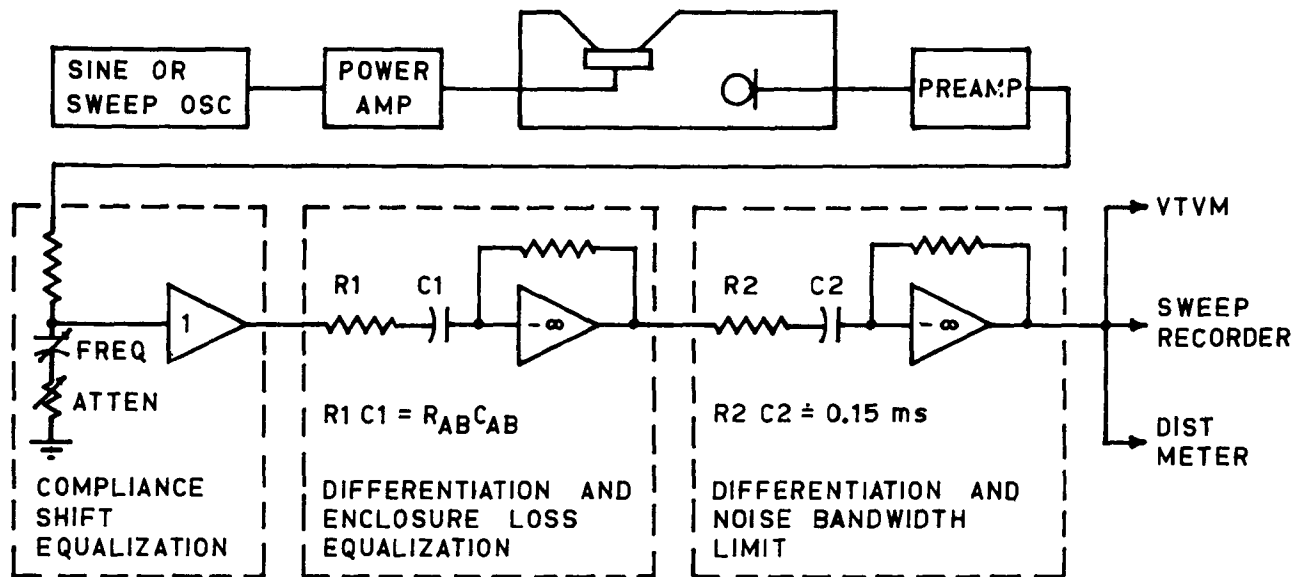 SINE OR
SWEEP OSC
POWER
AMP
PREAMP
VTVM
SWEEP
RECORDER
DIST
METER
FREQ
ATTEN
1
COMPLIANCE
SHIFT
EQUALIZATION
R1
C1
-∞
R1 C1 = R_AB C_AB
DIFFERENTIATION AND
ENCLOSURE LOSS
EQUALIZATION
R2
C2
-∞
R2 C2 ≐ 0.15 ms
DIFFERENTIATION AND
NOISE BANDWIDTH
LIMIT